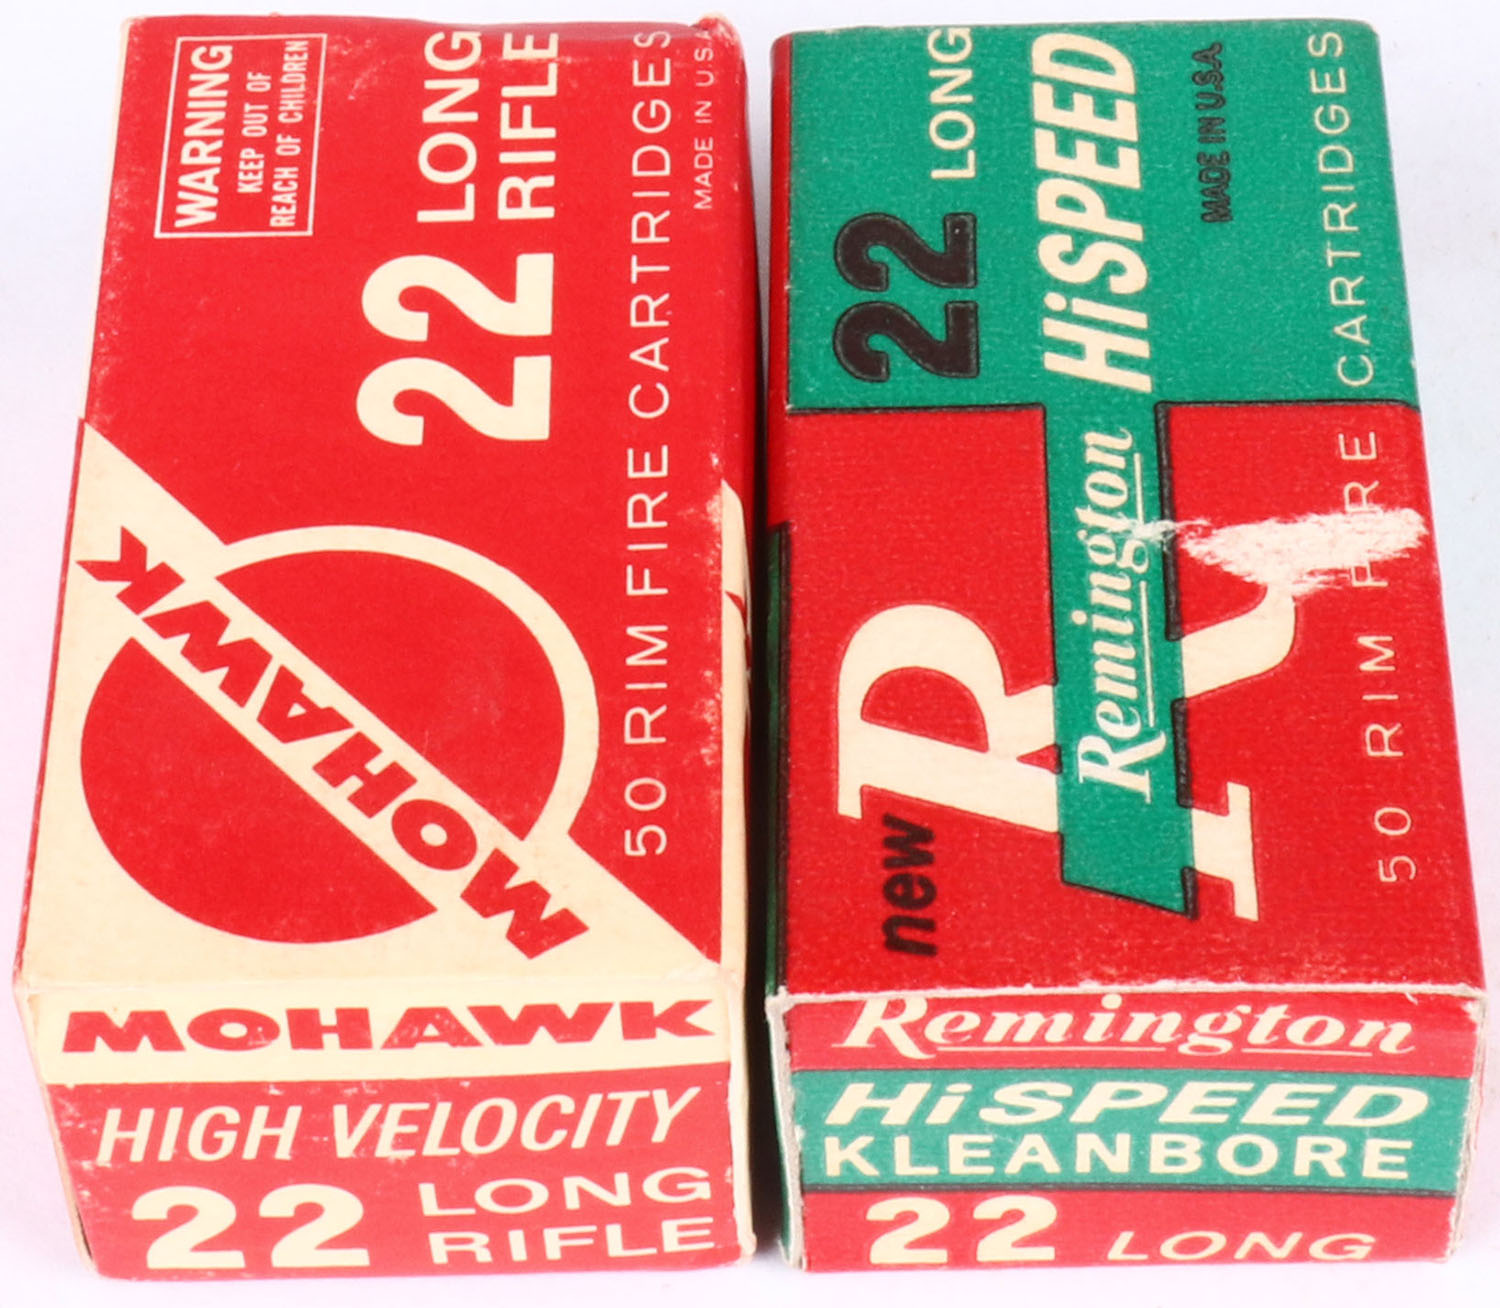 WARNING
KEEP OUT OF
REACH OF CHILDREN
22 LONG
RIFLE
50 RIM FIRE CARTRIDGES
MADE IN U.S.A.
MOHAWK
MOHAWK
HIGH VELOCITY
22 LONG
RIFLE
22 LONG
Remington HiSPEED
MADE IN U.S.A.
new
R
50 RIM FIRE CARTRIDGES
Remington
HiSPEED
KLEANBORE
22 LONG